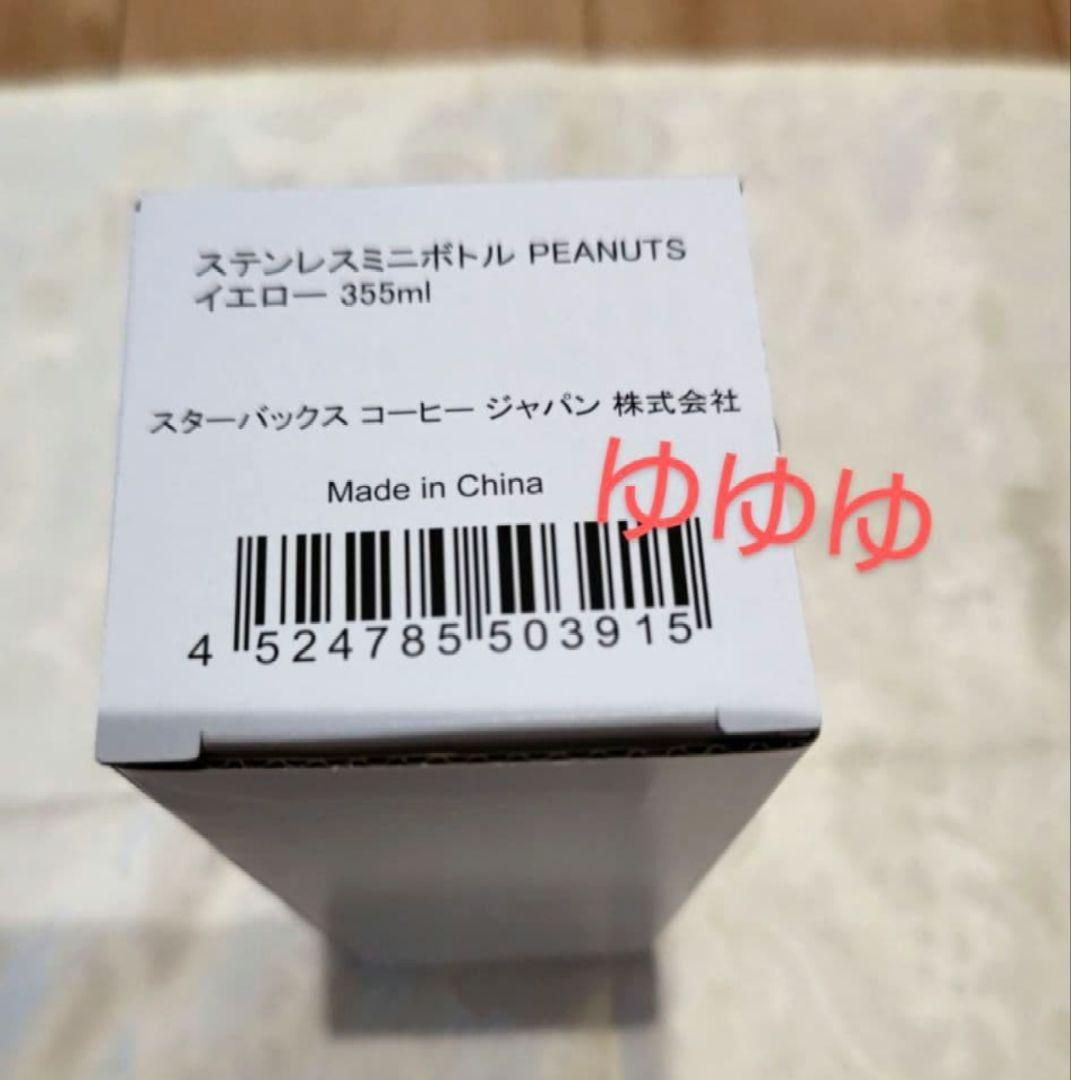 ステンレスミニボトル PEANUTS
イエロー 355ml
スターバックス コーヒー ジャパン 株式会社
ゆゆゆ
Made in China
4 524785 503915